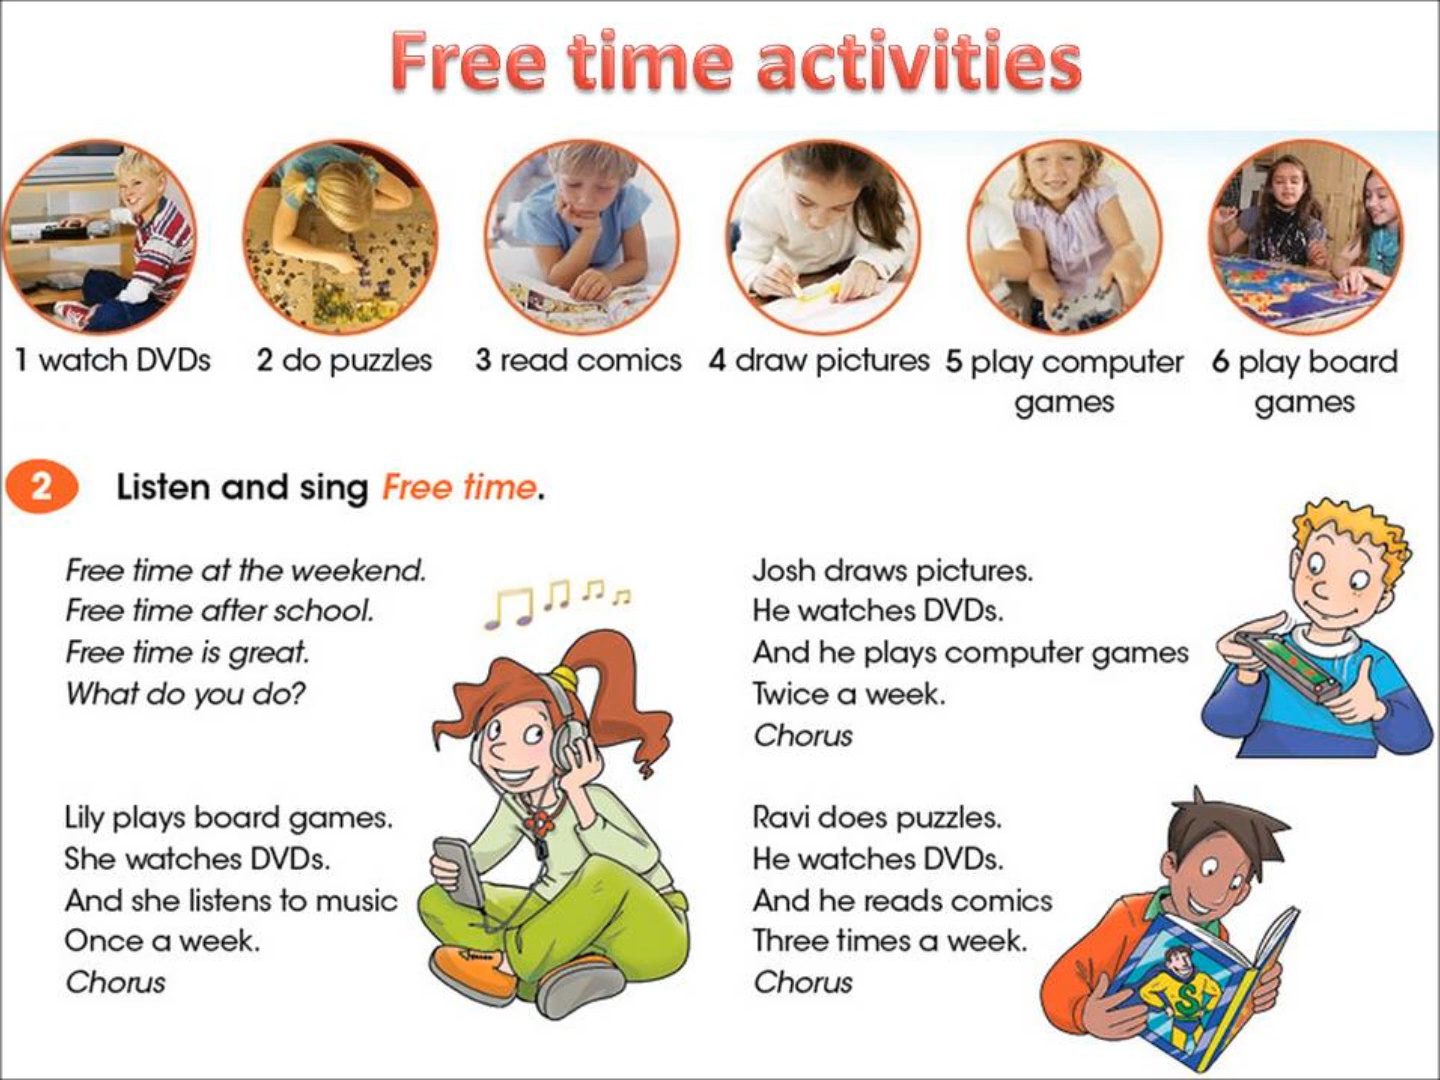 Free time activities
1 watch DVDs
2 do puzzles
3 read comics
4 draw pictures
5 play computer
games
6 play board
games
2 Listen and sing Free time.
Free time at the weekend.
Free time after school.
Free time is great.
What do you do?
Lily plays board games.
She watches DVDs.
And she listens to music
Once a week.
Chorus
Josh draws pictures.
He watches DVDs.
And he plays computer games
Twice a week.
Chorus
Ravi does puzzles.
He watches DVDs.
And he reads comics
Three times a week.
Chorus
S